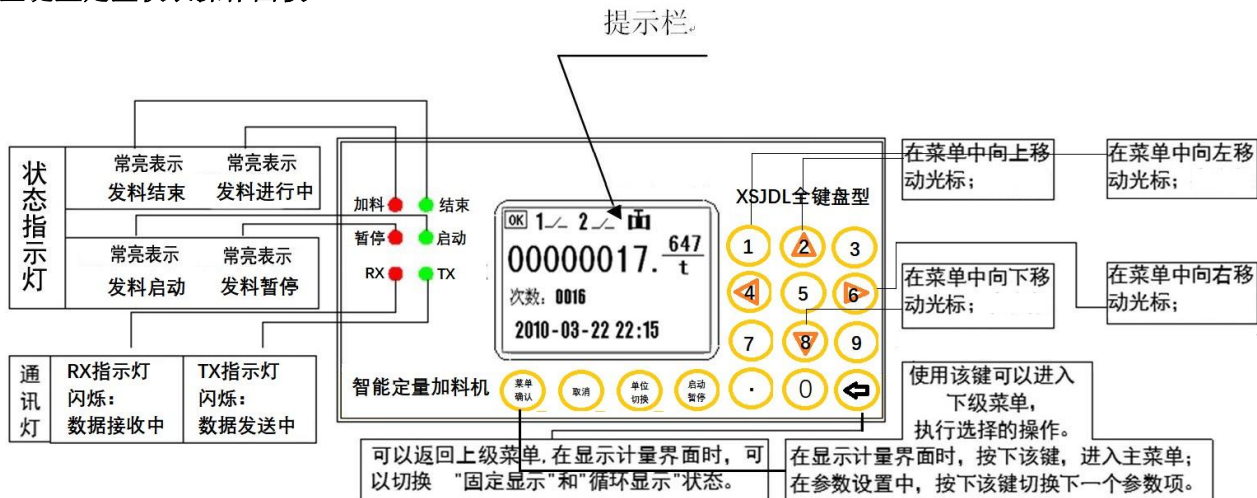 提示栏
状态指示灯
常亮表示
发料结束
常亮表示
发料进行中
常亮表示
发料启动
常亮表示
发料暂停
通讯灯
RX指示灯
闪烁:
数据接收中
TX指示灯
闪烁:
数据发送中
加料 结束
暂停 启动
RX TX
OK 1 2
00000017. 647/t
次数: 0016
2010-03-22 22:15
智能定量加料机
菜单
确认
取消
单位
切换
启动
暂停
XSJDL全键盘型
1 2 3
4 5 6
7 8 9
· 0
在菜单中向上移
动光标;
在菜单中向左移
动光标;
在菜单中向下移
动光标;
在菜单中向右移
动光标;
使用该键可以进入
下级菜单,
执行选择的操作。
在显示计量界面时, 按下该键, 进入主菜单;
在参数设置中, 按下该键切换下一个参数项。
可以返回上级菜单,在显示计量界面时, 可
以切换 "固定显示"和"循环显示"状态。